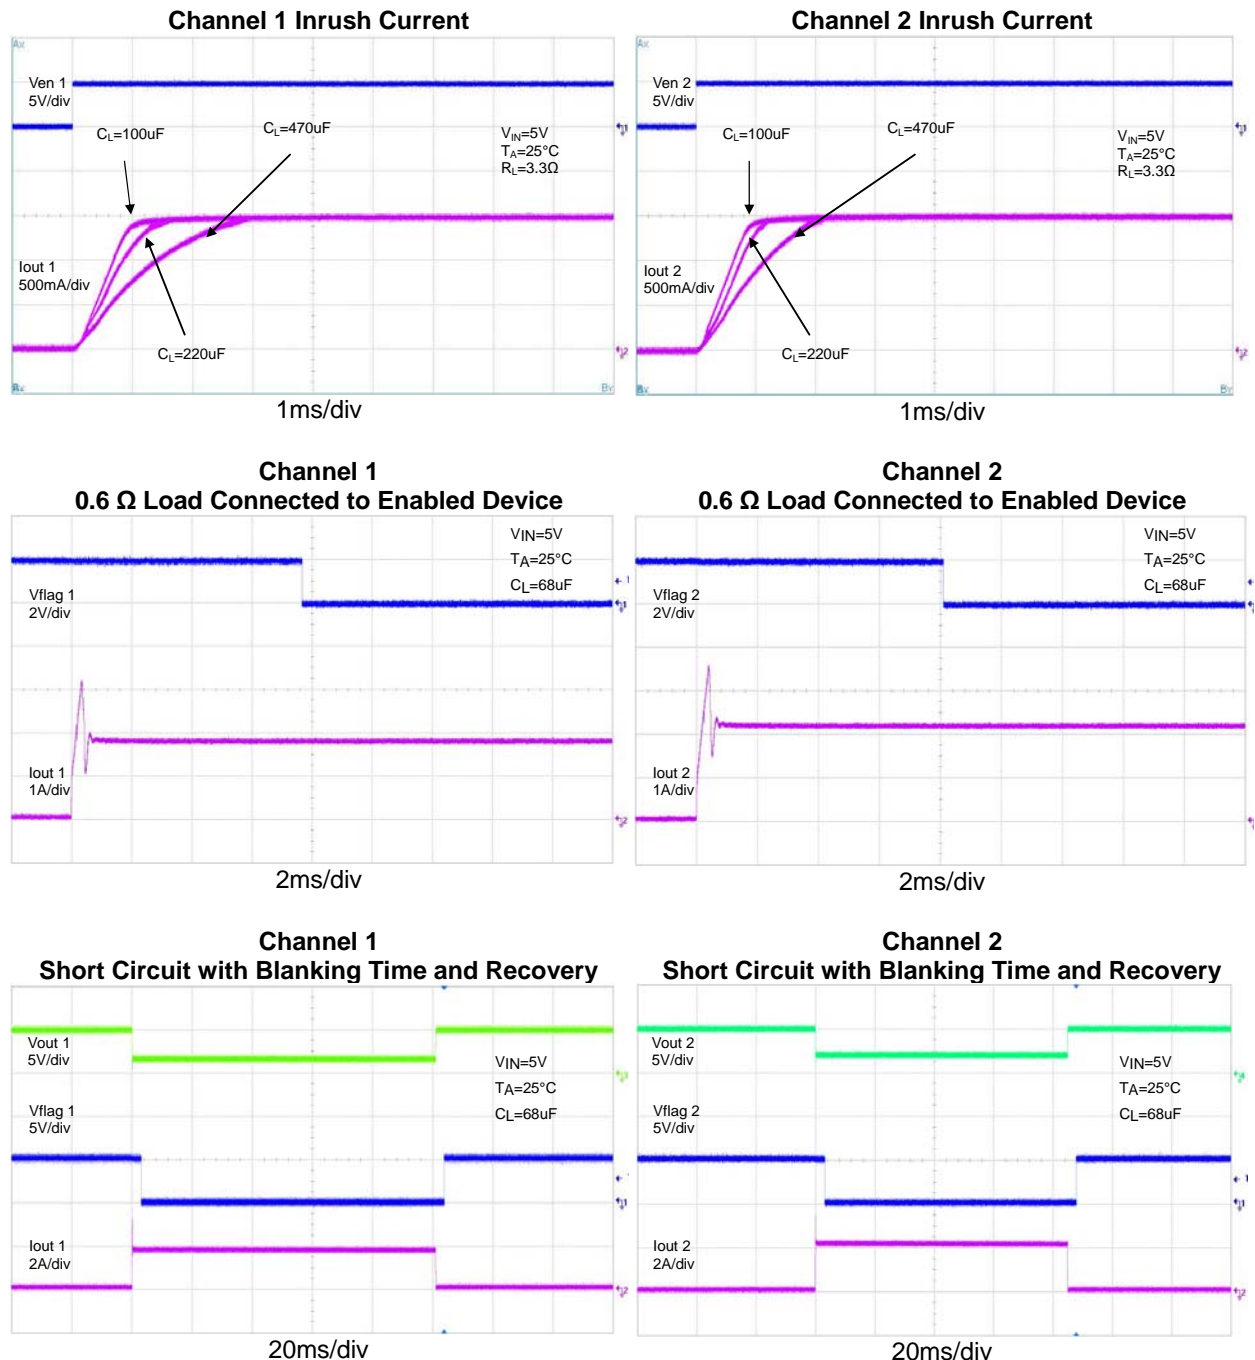 Channel 1 Inrush Current
Ven 1
5V/div
CL=100uF
CL=470uF
VIN=5V
TA=25°C
RL=3.3Ω
Iout 1
500mA/div
CL=220uF
1ms/div
Channel 2 Inrush Current
Ven 2
5V/div
CL=100uF
CL=470uF
VIN=5V
TA=25°C
RL=3.3Ω
Iout 2
500mA/div
CL=220uF
1ms/div
Channel 1
0.6 Ω Load Connected to Enabled Device
VIN=5V
TA=25°C
CL=68uF
Vflag 1
2V/div
Iout 1
1A/div
2ms/div
Channel 2
0.6 Ω Load Connected to Enabled Device
VIN=5V
TA=25°C
CL=68uF
Vflag 2
2V/div
Iout 2
1A/div
2ms/div
Channel 1
Short Circuit with Blanking Time and Recovery
Vout 1
5V/div
VIN=5V
TA=25°C
CL=68uF
Vflag 1
5V/div
Iout 1
2A/div
20ms/div
Channel 2
Short Circuit with Blanking Time and Recovery
Vout 2
5V/div
VIN=5V
TA=25°C
CL=68uF
Vflag 2
5V/div
Iout 2
2A/div
20ms/div